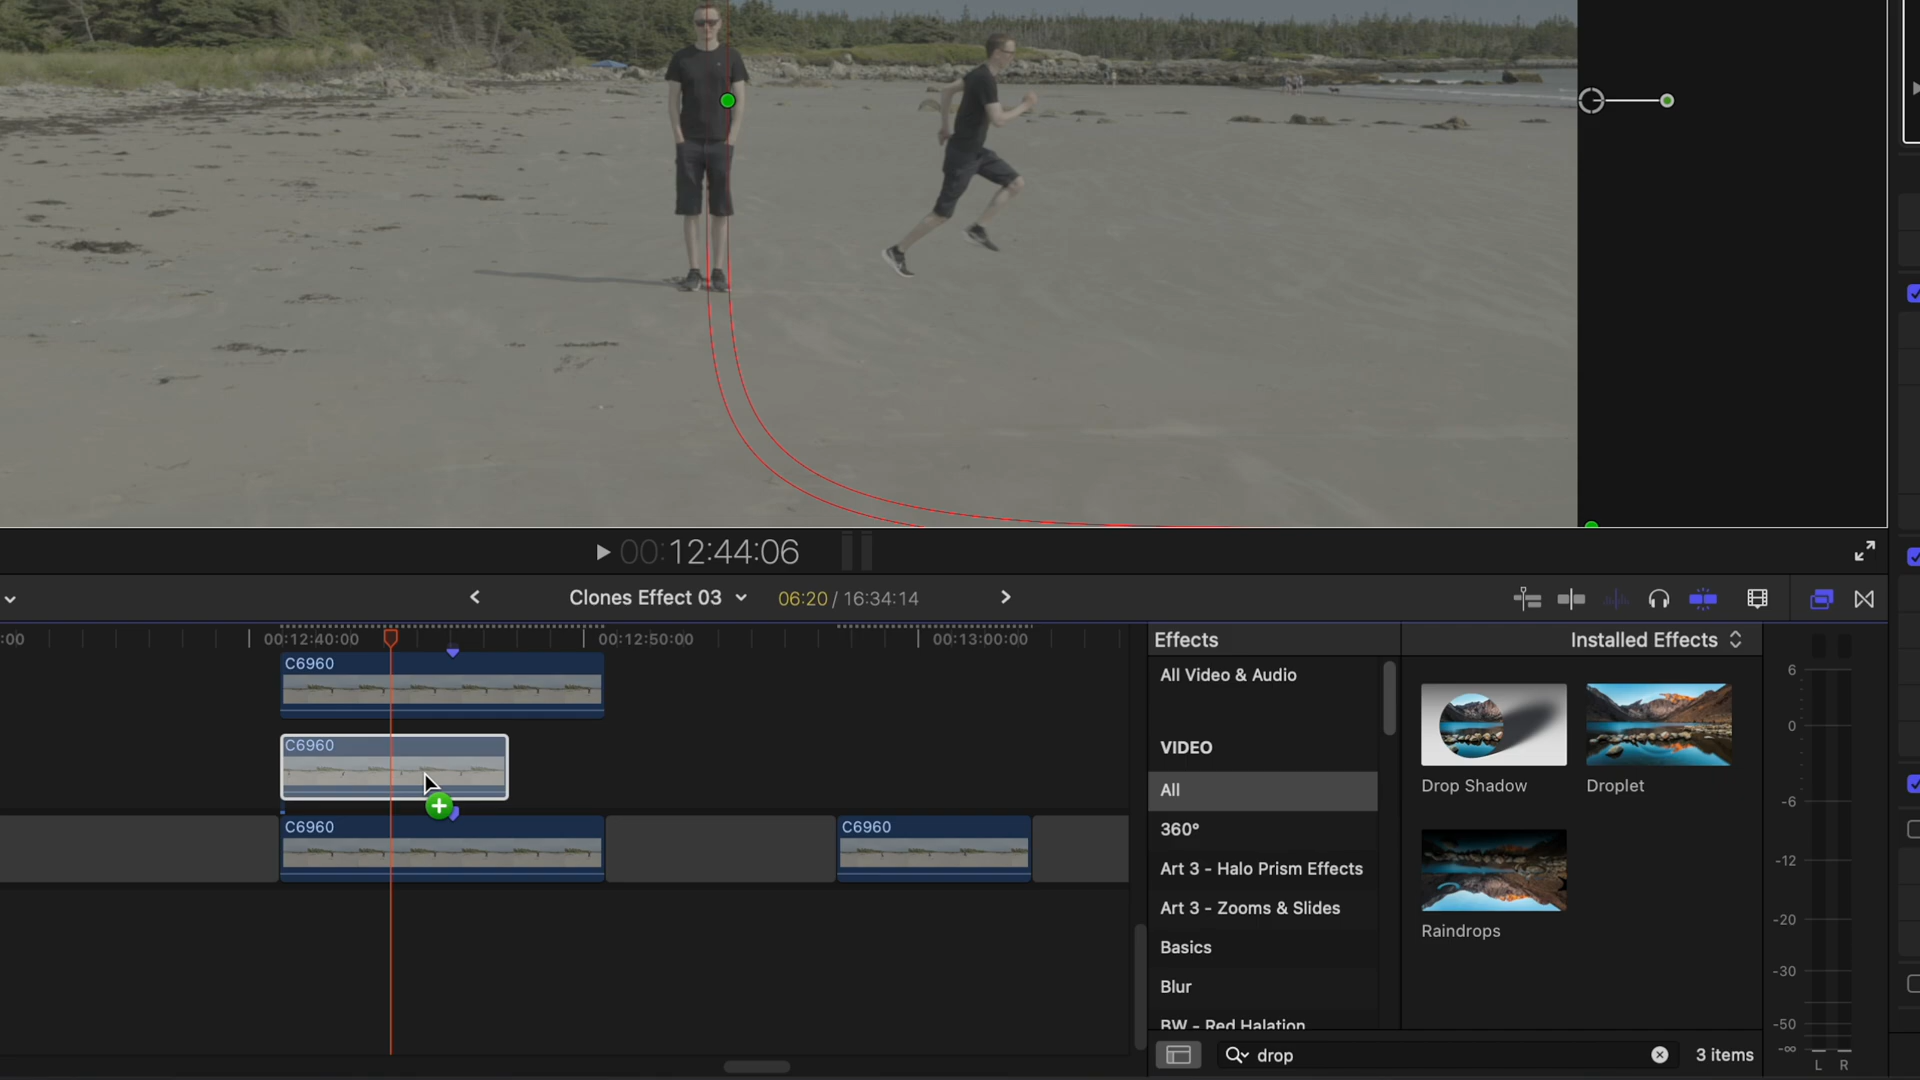 00:12:44:06
Clones Effect 03
06:20 / 16:34:14
:00
00:12:40:00
00:12:50:00
00:13:00:00
C6960
C6960
C6960
C6960
Effects
Installed Effects
All Video & Audio
VIDEO
All
360°
Art 3 - Halo Prism Effects
Art 3 - Zooms & Slides
Basics
Blur
BW - Red Halation
Drop Shadow
Droplet
Raindrops
drop
3 items
6
0
-6
-12
-20
-30
-50
-∞
L R